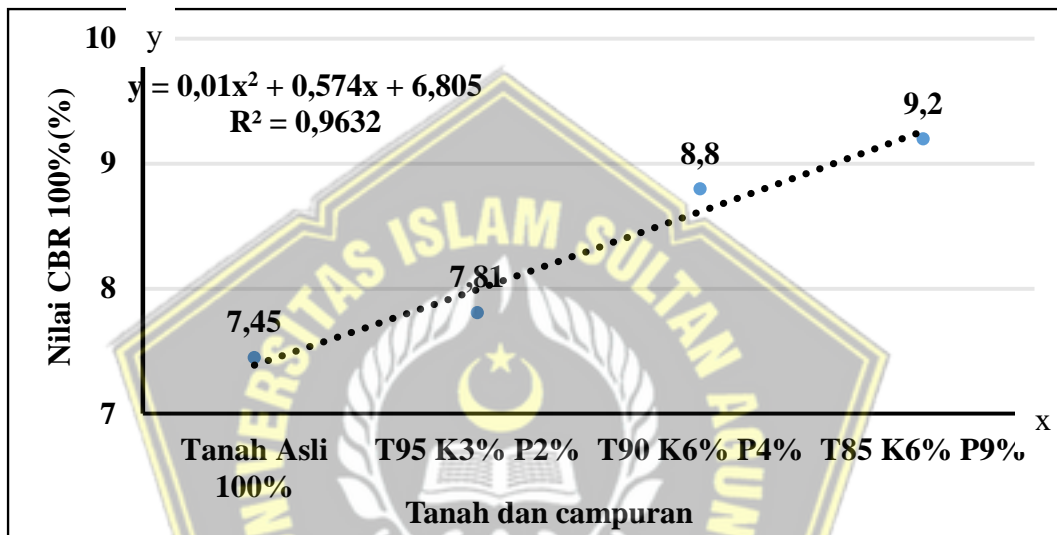 10
y
y = 0,01x² + 0,574x + 6,805
R² = 0,9632
9,2
9
8,8
8
7,81
7,45
7
x
Nilai CBR 100%(%)
Tanah Asli 100%
T95 K3% P2%
T90 K6% P4%
T85 K6% P9%
Tanah dan campuran
UNIVERSITAS ISLAM SULTAN AGUN